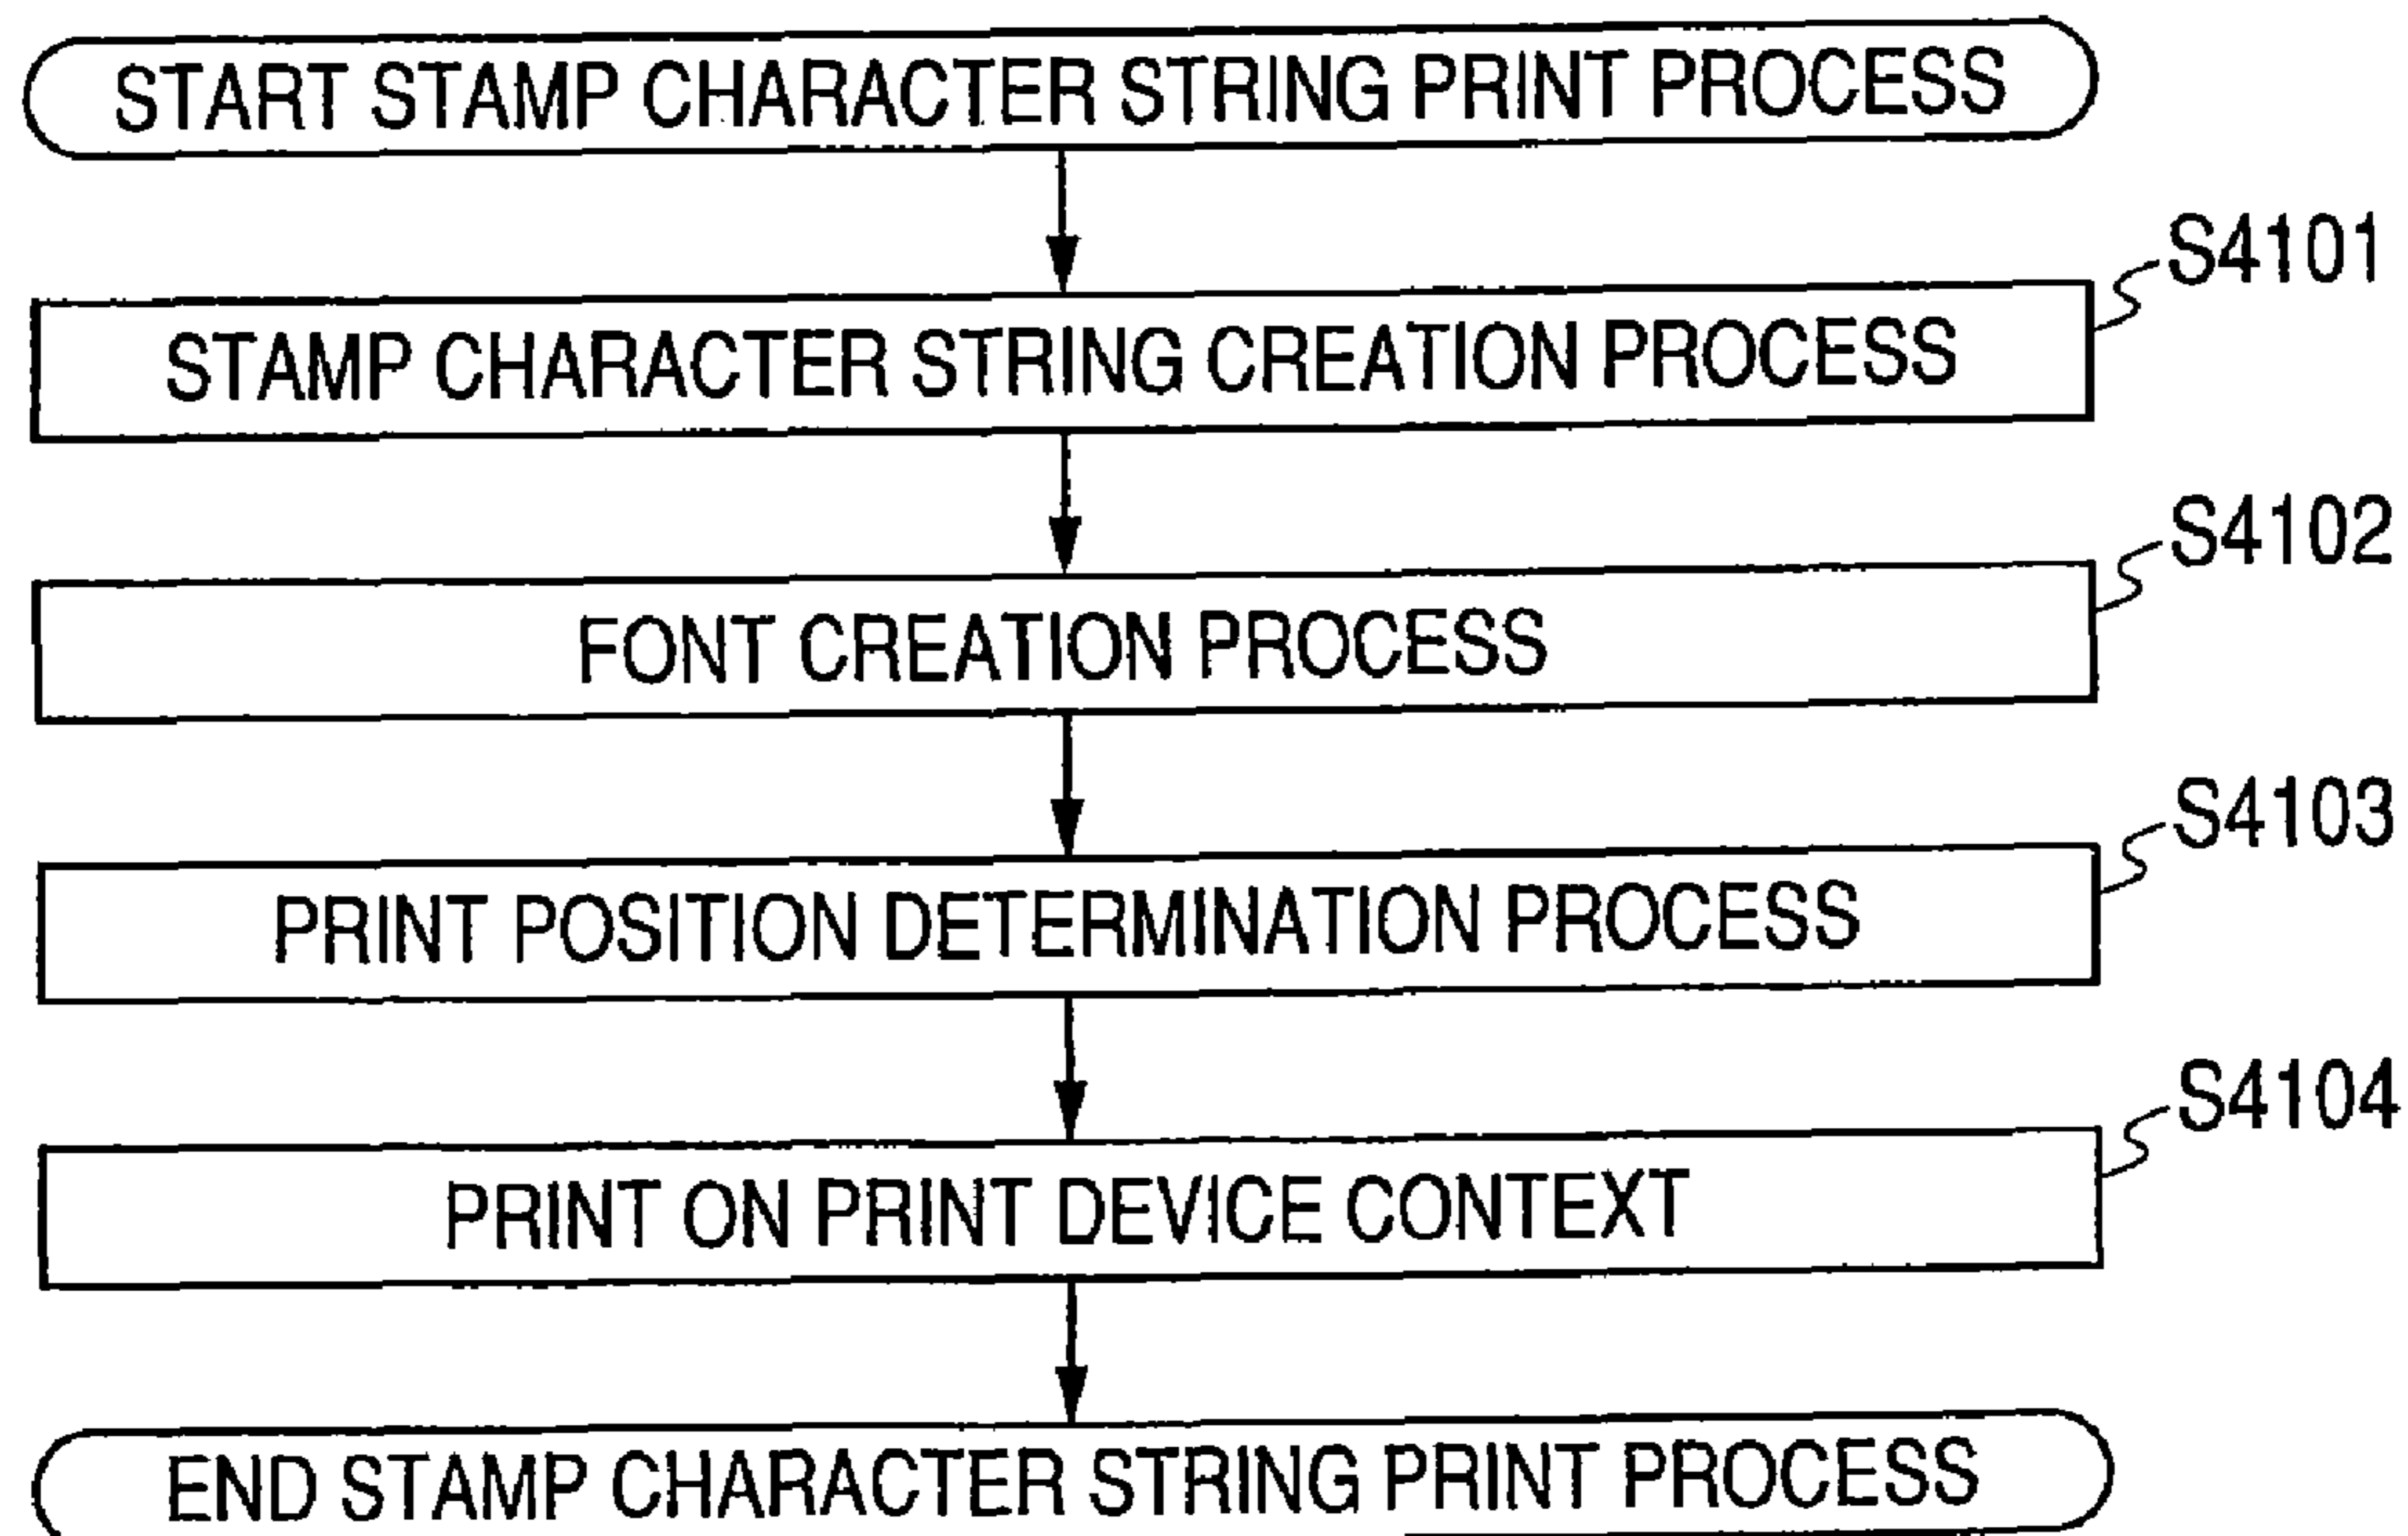 START STAMP CHARACTER STRING PRINT PROCESS
S4101
STAMP CHARACTER STRING CREATION PROCESS
S4102
FONT CREATION PROCESS
S4103
PRINT POSITION DETERMINATION PROCESS
S4104
PRINT ON PRINT DEVICE CONTEXT
END STAMP CHARACTER STRING PRINT PROCESS